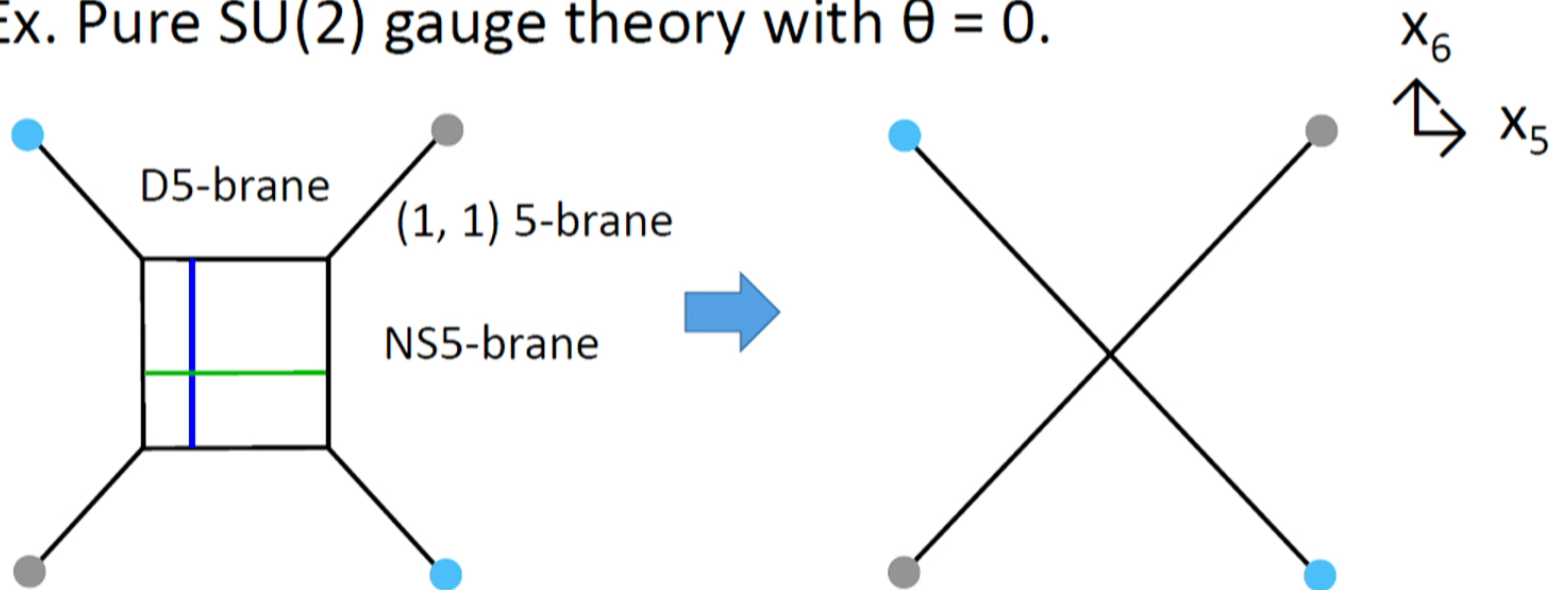 Ex. Pure SU(2) gauge theory with θ = 0.
x₆
x₅
D5-brane
(1, 1) 5-brane
NS5-brane